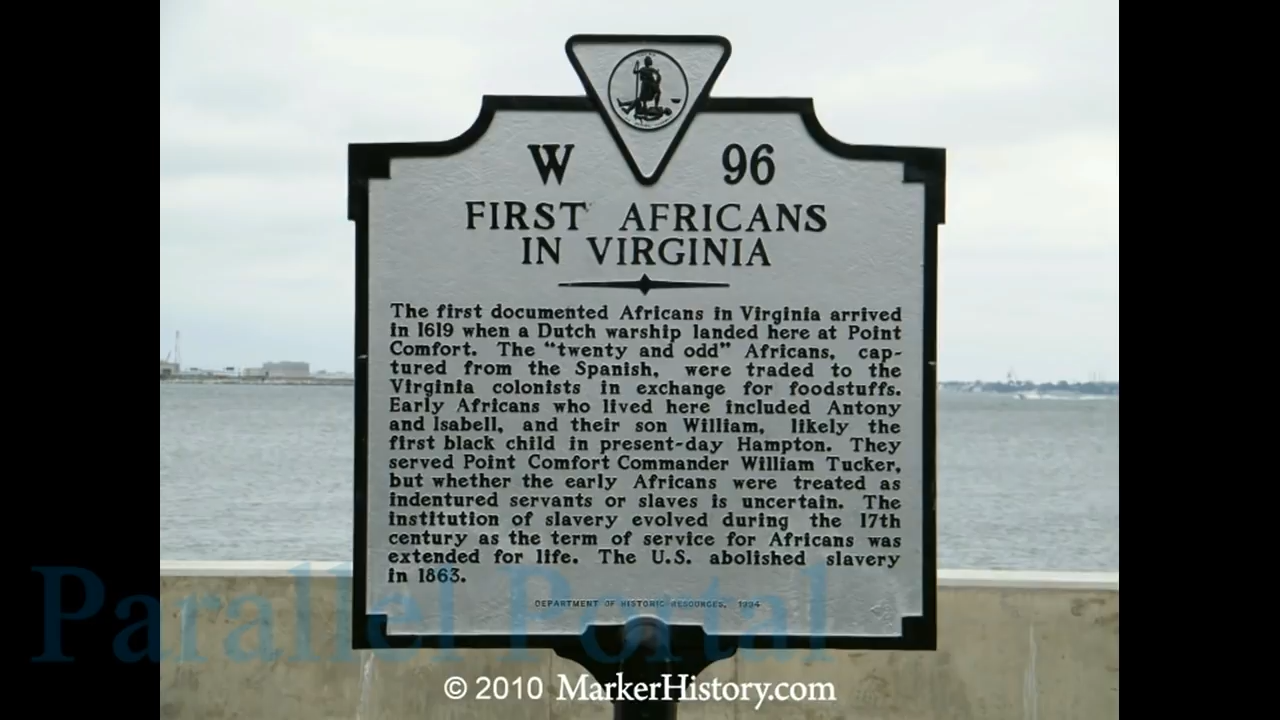 W 96
FIRST AFRICANS
IN VIRGINIA
The first documented Africans in Virginia arrived
in 1619 when a Dutch warship landed here at Point
Comfort. The "twenty and odd" Africans, cap-
tured from the Spanish, were traded to the
Virginia colonists in exchange for foodstuffs.
Early Africans who lived here included Antony
and Isabell, and their son William, likely the
first black child in present-day Hampton. They
served Point Comfort Commander William Tucker,
but whether the early Africans were treated as
indentured servants or slaves is uncertain. The
institution of slavery evolved during the 17th
century as the term of service for Africans was
extended for life. The U.S. abolished slavery
in 1863.
DEPARTMENT OF HISTORIC RESOURCES, 1994
Parallel Portal
© 2010 MarkerHistory.com